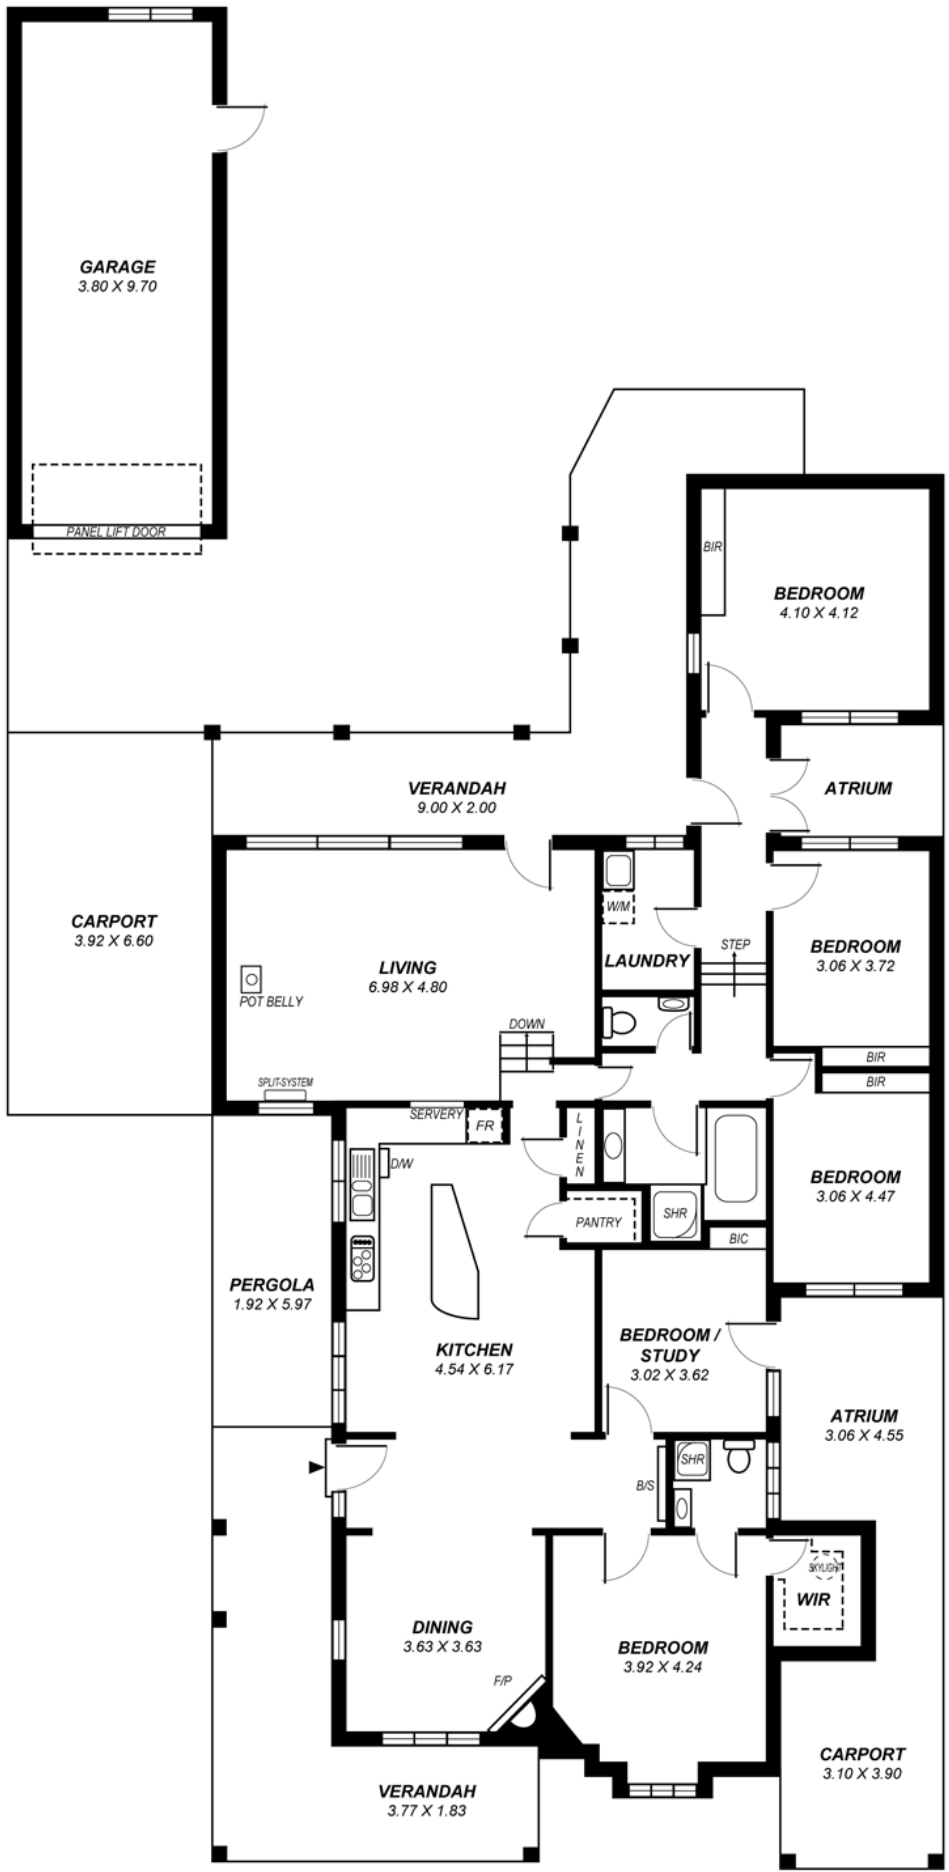 GARAGE
3.80 X 9.70
PANEL LIFT DOOR
BIR
BEDROOM
4.10 X 4.12
VERANDAH
9.00 X 2.00
ATRIUM
CARPORT
3.92 X 6.60
LIVING
6.98 X 4.80
POT BELLY
W/M
LAUNDRY
STEP
BEDROOM
3.06 X 3.72
DOWN
BIR
BIR
SPLIT-SYSTEM
SERVERY
FR
LINEN
D/W
BEDROOM
3.06 X 4.47
PANTRY
SHR
BIC
PERGOLA
1.92 X 5.97
KITCHEN
4.54 X 6.17
BEDROOM /
STUDY
3.02 X 3.62
ATRIUM
3.06 X 4.55
SHR
B/S
SKYLIGHT
WIR
DINING
3.63 X 3.63
BEDROOM
3.92 X 4.24
F/P
CARPORT
3.10 X 3.90
VERANDAH
3.77 X 1.83